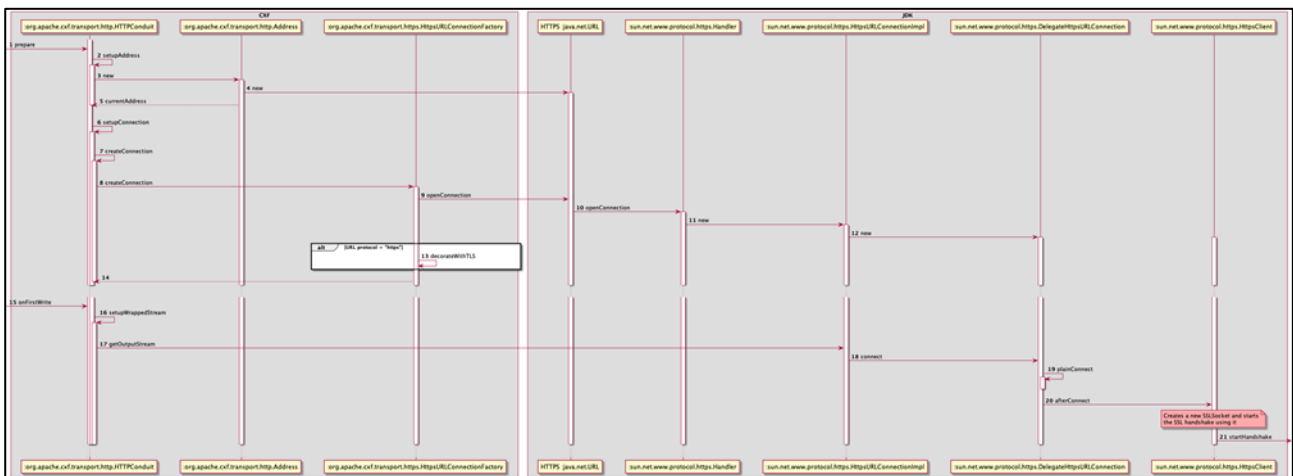 CXF
JDK
:org.apache.cxf.transport.http.HTTPConduit
:org.apache.cxf.transport.http.Address
:org.apache.cxf.transport.https.HttpsURLConnectionFactory
HTTPS :java.net.URL
:sun.net.www.protocol.https.Handler
:sun.net.www.protocol.https.HttpsURLConnectionImpl
:sun.net.www.protocol.https.DelegateHttpsURLConnection
:sun.net.www.protocol.https.HttpsClient
1 prepare
2 setupAddress
3 new
4 new
5 currentAddress
6 setupConnection
7 createConnection
8 createConnection
9 openConnection
10 openConnection
11 new
12 new
alt [URL protocol = "https"]
13 decorateWithTLS
14
15 onFirstWrite
16 setupWrappedStream
17 getOutputStream
18 connect
19 plainConnect
20 afterConnect
Creates a new SSLSocket and starts
the SSL handshake using it
21 startHandshake
:org.apache.cxf.transport.http.HTTPConduit
:org.apache.cxf.transport.http.Address
:org.apache.cxf.transport.https.HttpsURLConnectionFactory
HTTPS :java.net.URL
:sun.net.www.protocol.https.Handler
:sun.net.www.protocol.https.HttpsURLConnectionImpl
:sun.net.www.protocol.https.DelegateHttpsURLConnection
:sun.net.www.protocol.https.HttpsClient